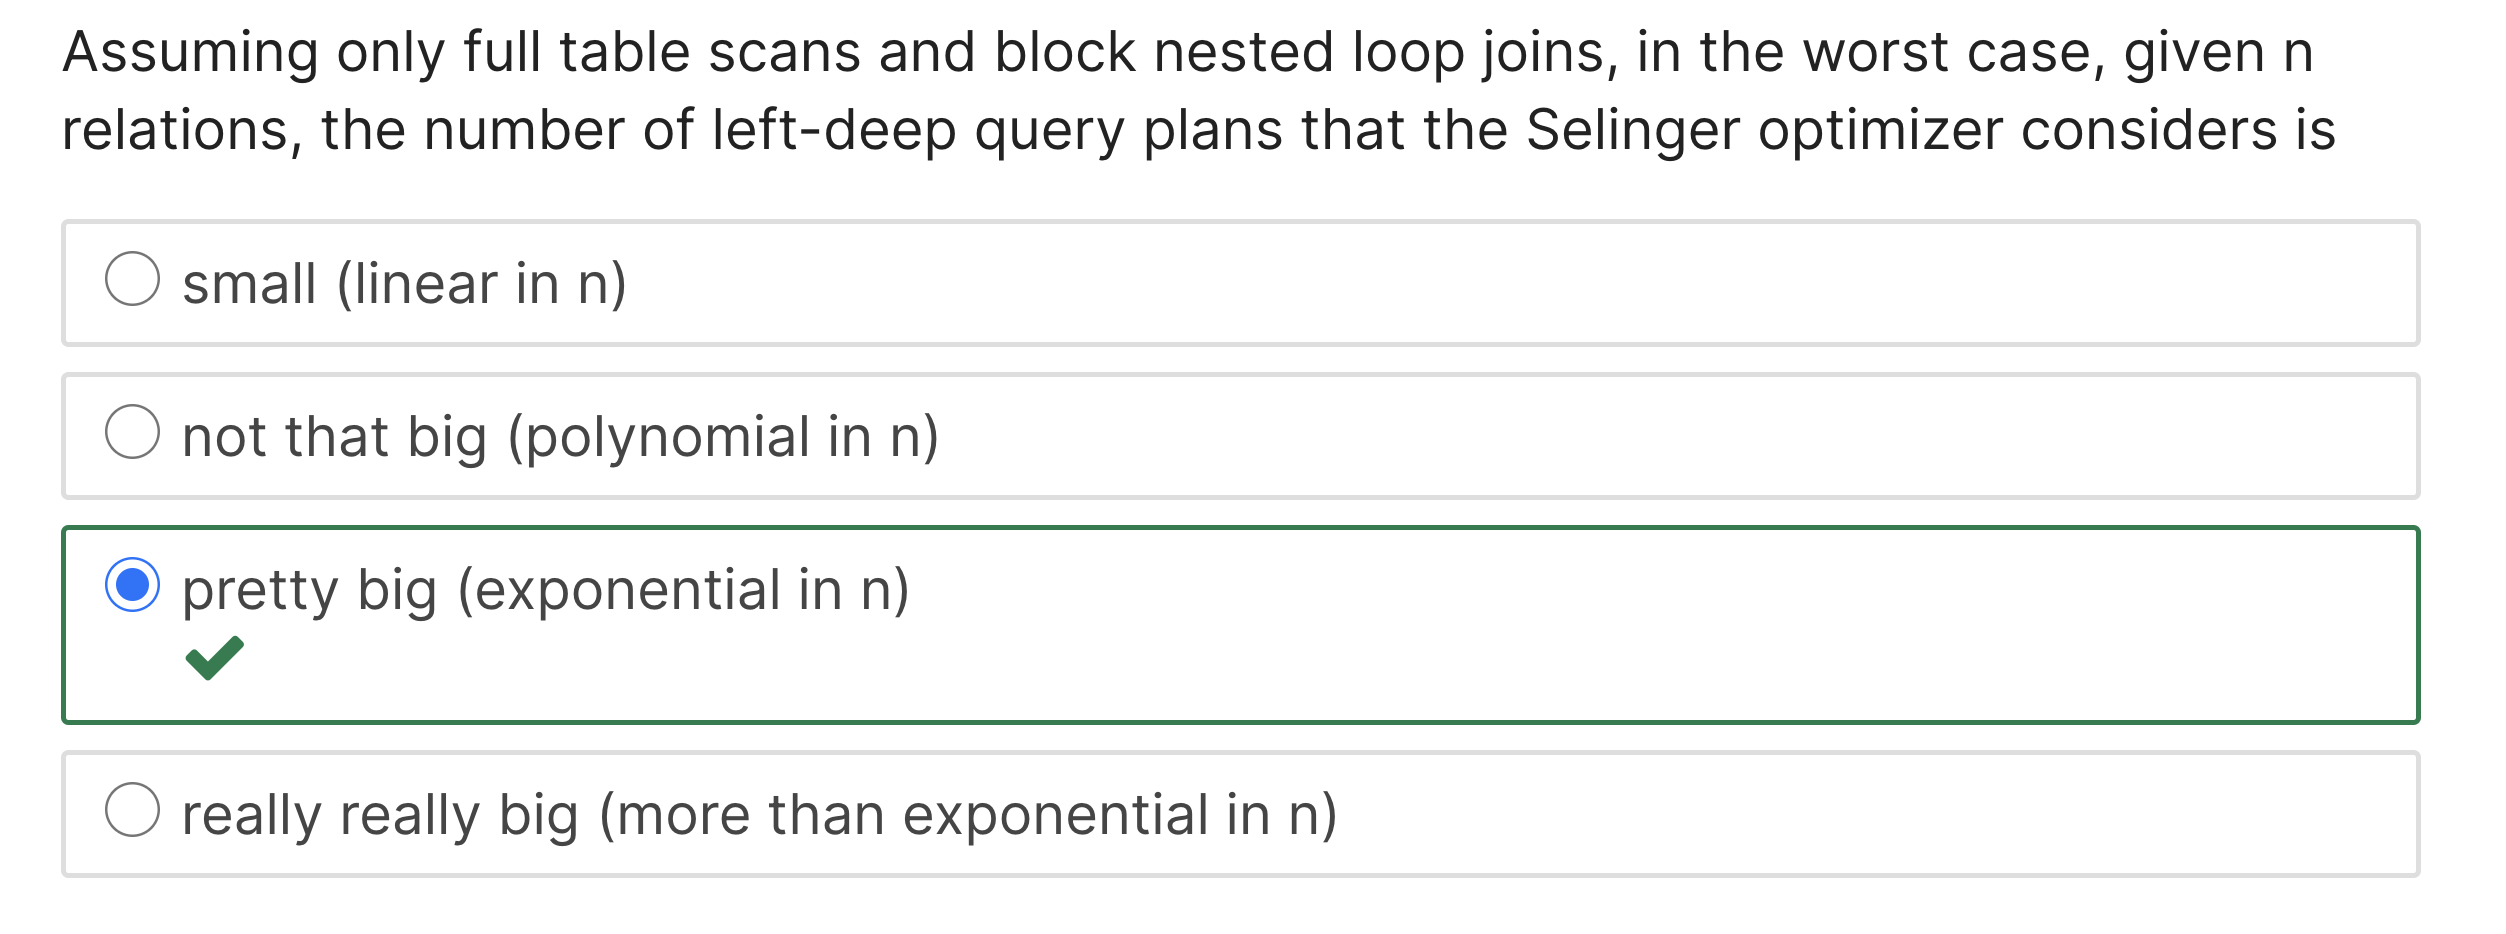 Assuming only full table scans and block nested loop joins, in the worst case, given n
relations, the number of left-deep query plans that the Selinger optimizer considers is
small (linear in n)
not that big (polynomial in n)
pretty big (exponential in n)
really really big (more than exponential in n)